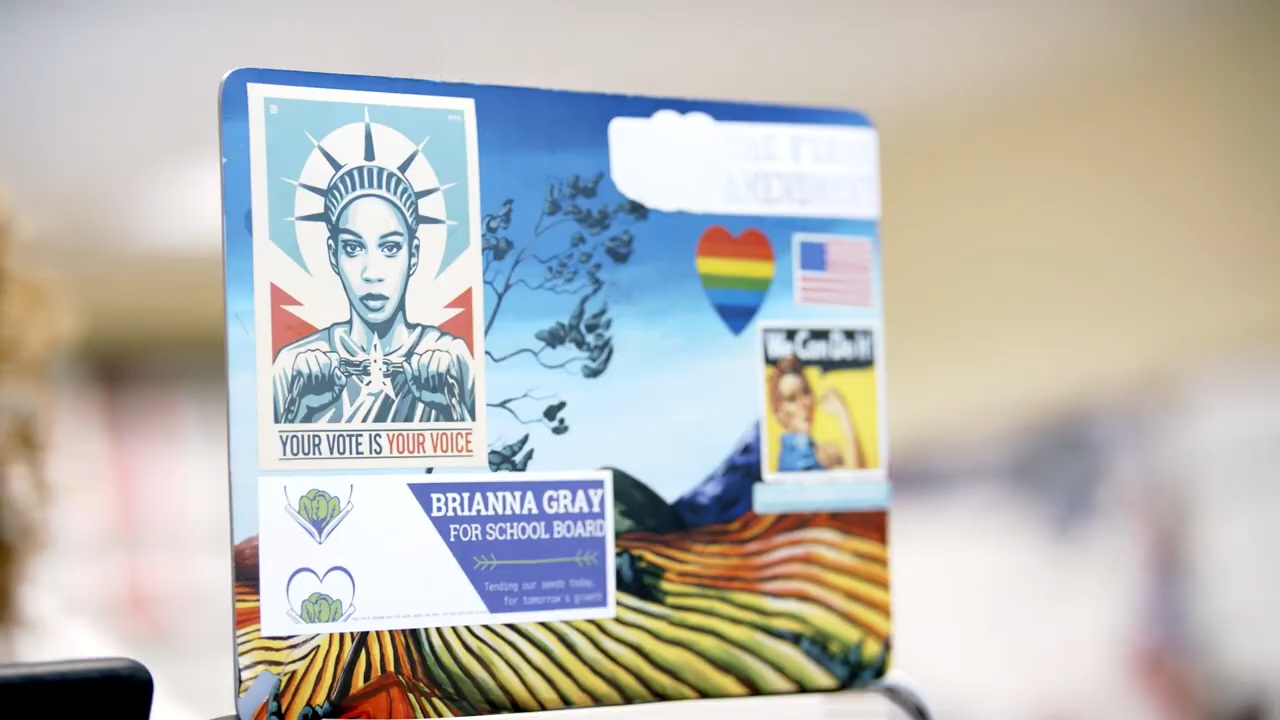 YOUR VOTE IS YOUR VOICE
BRIANNA GRAY
FOR SCHOOL BOARD
Tending our seeds today,
for tomorrow's growth
We Can Do It!